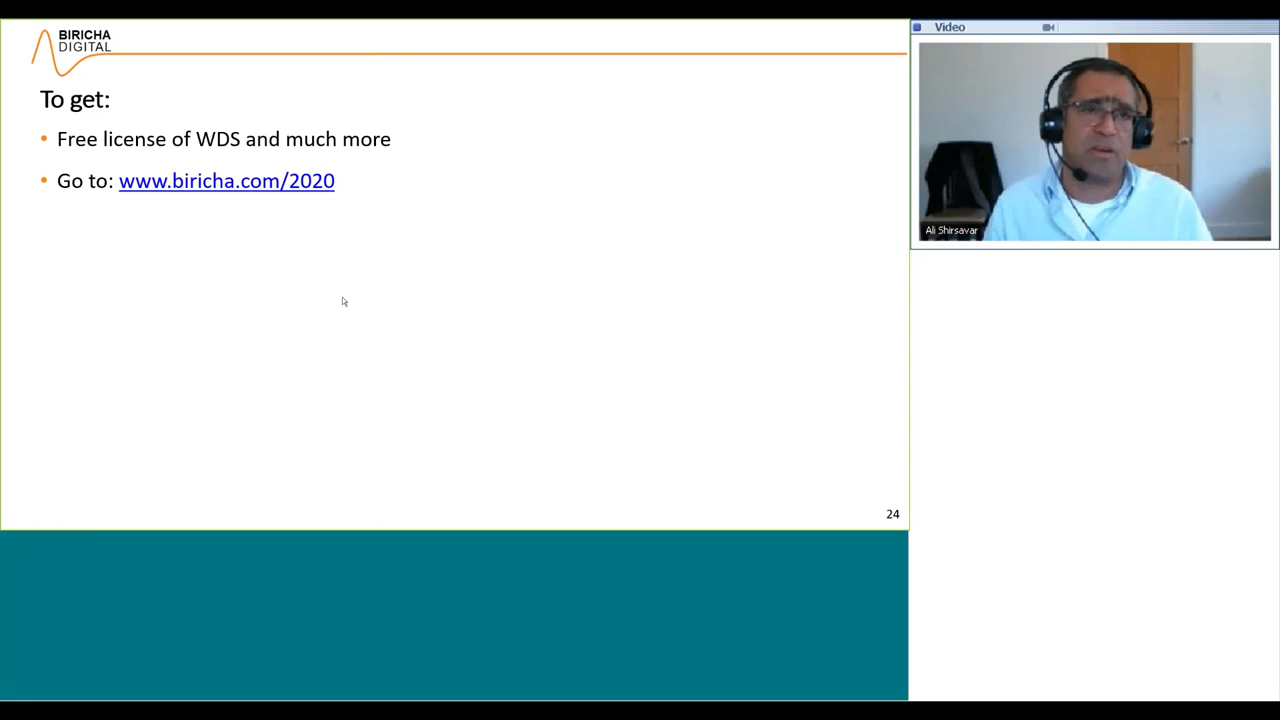 BIRICHA
DIGITAL
To get:
• Free license of WDS and much more
• Go to: www.biricha.com/2020
24
Video
Ali Shirsavar